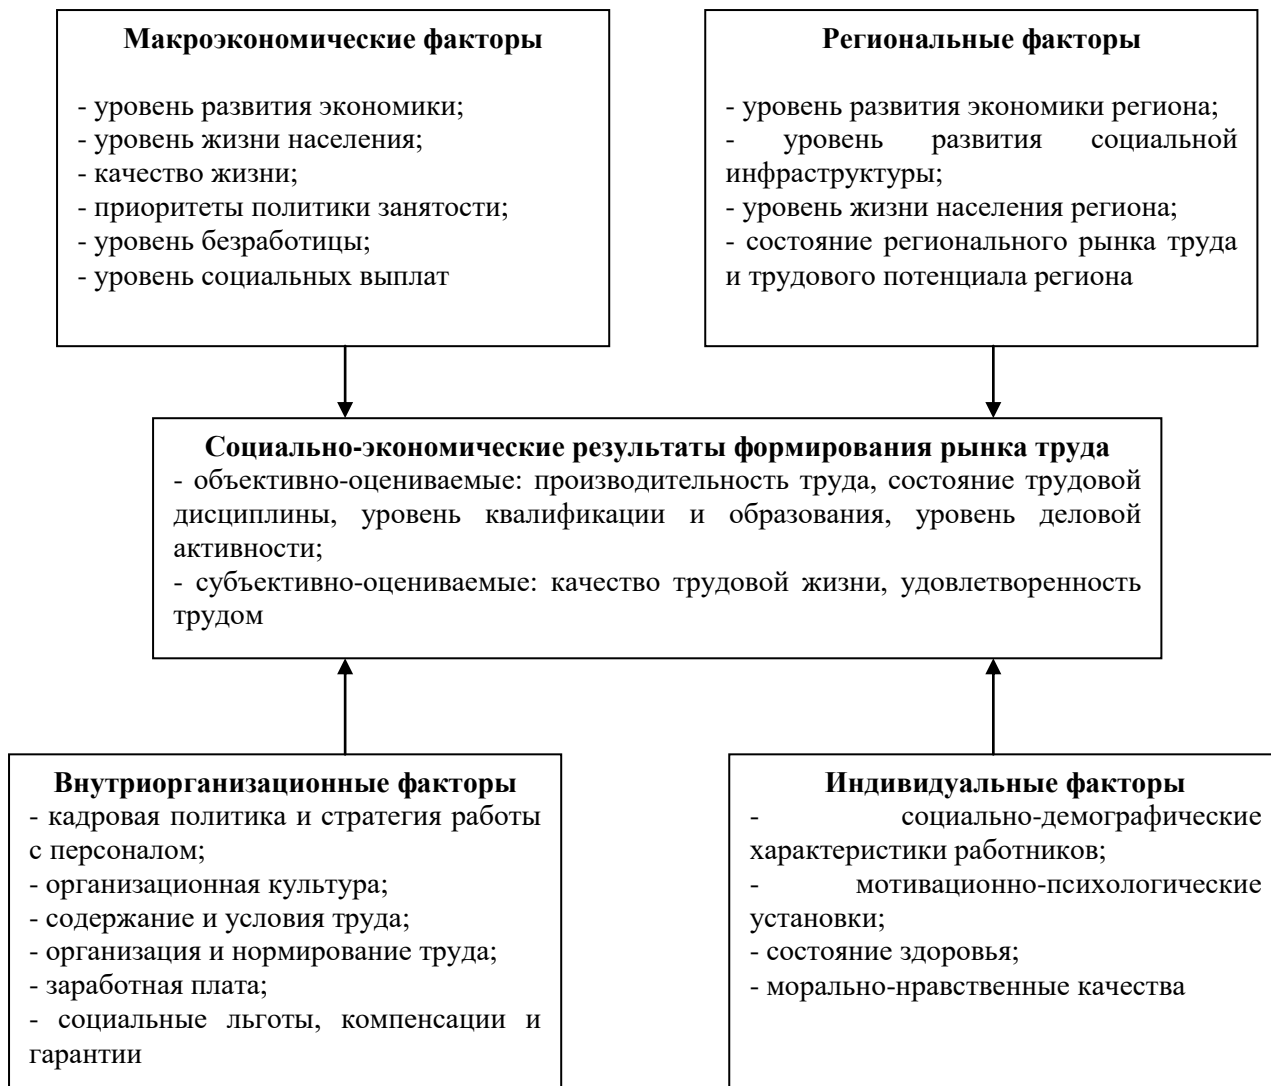 Макроэкономические факторы
- уровень развития экономики;
- уровень жизни населения;
- качество жизни;
- приоритеты политики занятости;
- уровень безработицы;
- уровень социальных выплат
Региональные факторы
- уровень развития экономики региона;
- уровень развития социальной
инфраструктуры;
- уровень жизни населения региона;
- состояние регионального рынка труда
и трудового потенциала региона
Социально-экономические результаты формирования рынка труда
- объективно-оцениваемые: производительность труда, состояние трудовой
дисциплины, уровень квалификации и образования, уровень деловой
активности;
- субъективно-оцениваемые: качество трудовой жизни, удовлетворенность
трудом
Внутриорганизационные факторы
- кадровая политика и стратегия работы
с персоналом;
- организационная культура;
- содержание и условия труда;
- организация и нормирование труда;
- заработная плата;
- социальные льготы, компенсации и
гарантии
Индивидуальные факторы
- социально-демографические
характеристики работников;
- мотивационно-психологические
установки;
- состояние здоровья;
- морально-нравственные качества